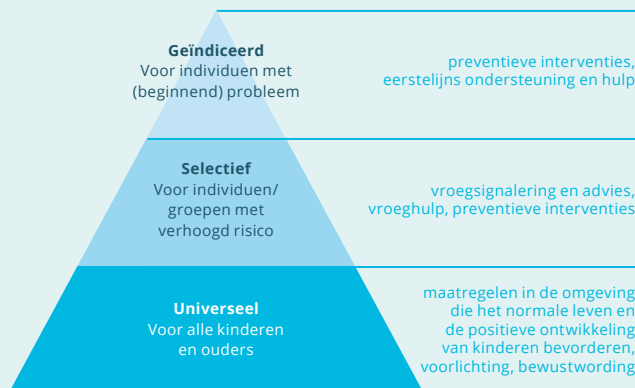 Geïndiceerd
Voor individuen met
(beginnend) probleem
preventieve interventies,
eerstelijns ondersteuning en hulp
Selectief
Voor individuen/
groepen met
verhoogd risico
vroegsignalering en advies,
vroeghulp, preventieve interventies
Universeel
Voor alle kinderen
en ouders
maatregelen in de omgeving
die het normale leven en
de positieve ontwikkeling
van kinderen bevorderen,
voorlichting, bewustwording